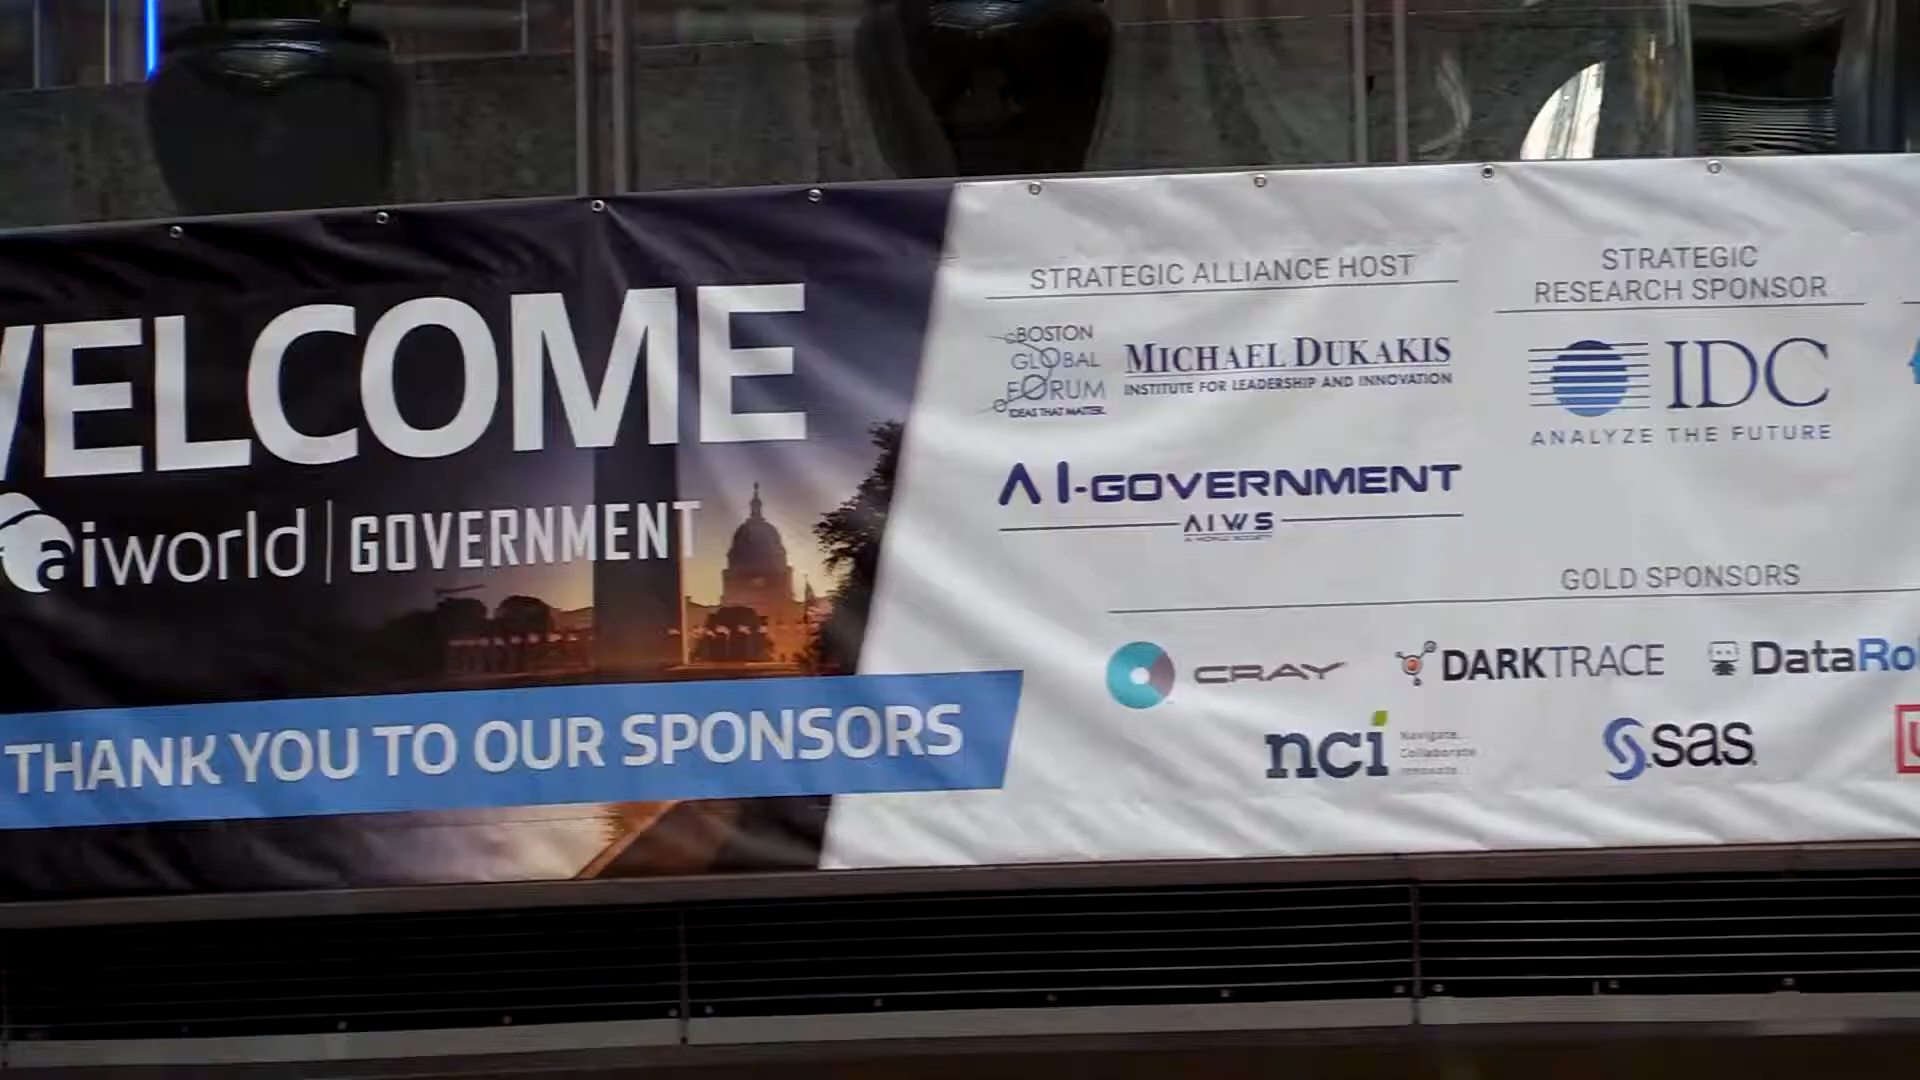 WELCOME
aiworld | GOVERNMENT
THANK YOU TO OUR SPONSORS
STRATEGIC ALLIANCE HOST
BOSTON
GLOBAL
FORUM
IDEAS THAT MATTER
MICHAEL DUKAKIS
INSTITUTE FOR LEADERSHIP AND INNOVATION
AI-GOVERNMENT
AIWS
STRATEGIC
RESEARCH SPONSOR
IDC
ANALYZE THE FUTURE
GOLD SPONSORS
CRAY
DARKTRACE
DataRo
nci
Navigate.
Collaborate.
Innovate.
sas